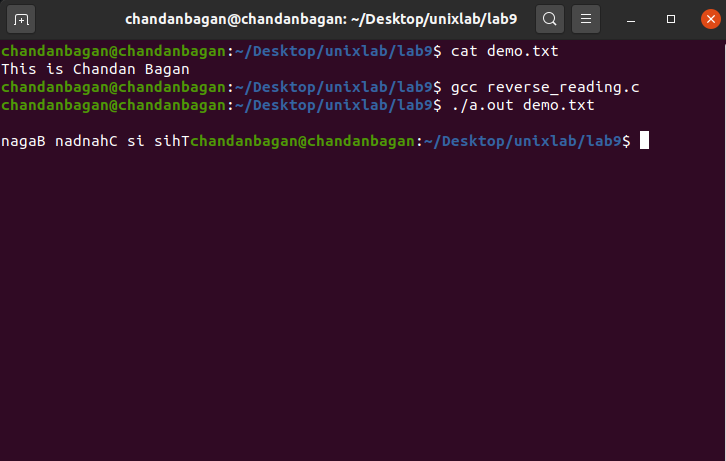 chandanbagan@chandanbagan: ~/Desktop/unixlab/lab9
chandanbagan@chandanbagan:~/Desktop/unixlab/lab9$ cat demo.txt
This is Chandan Bagan
chandanbagan@chandanbagan:~/Desktop/unixlab/lab9$ gcc reverse_reading.c
chandanbagan@chandanbagan:~/Desktop/unixlab/lab9$ ./a.out demo.txt
nagaB nadnahC si sihTchandanbagan@chandanbagan:~/Desktop/unixlab/lab9$